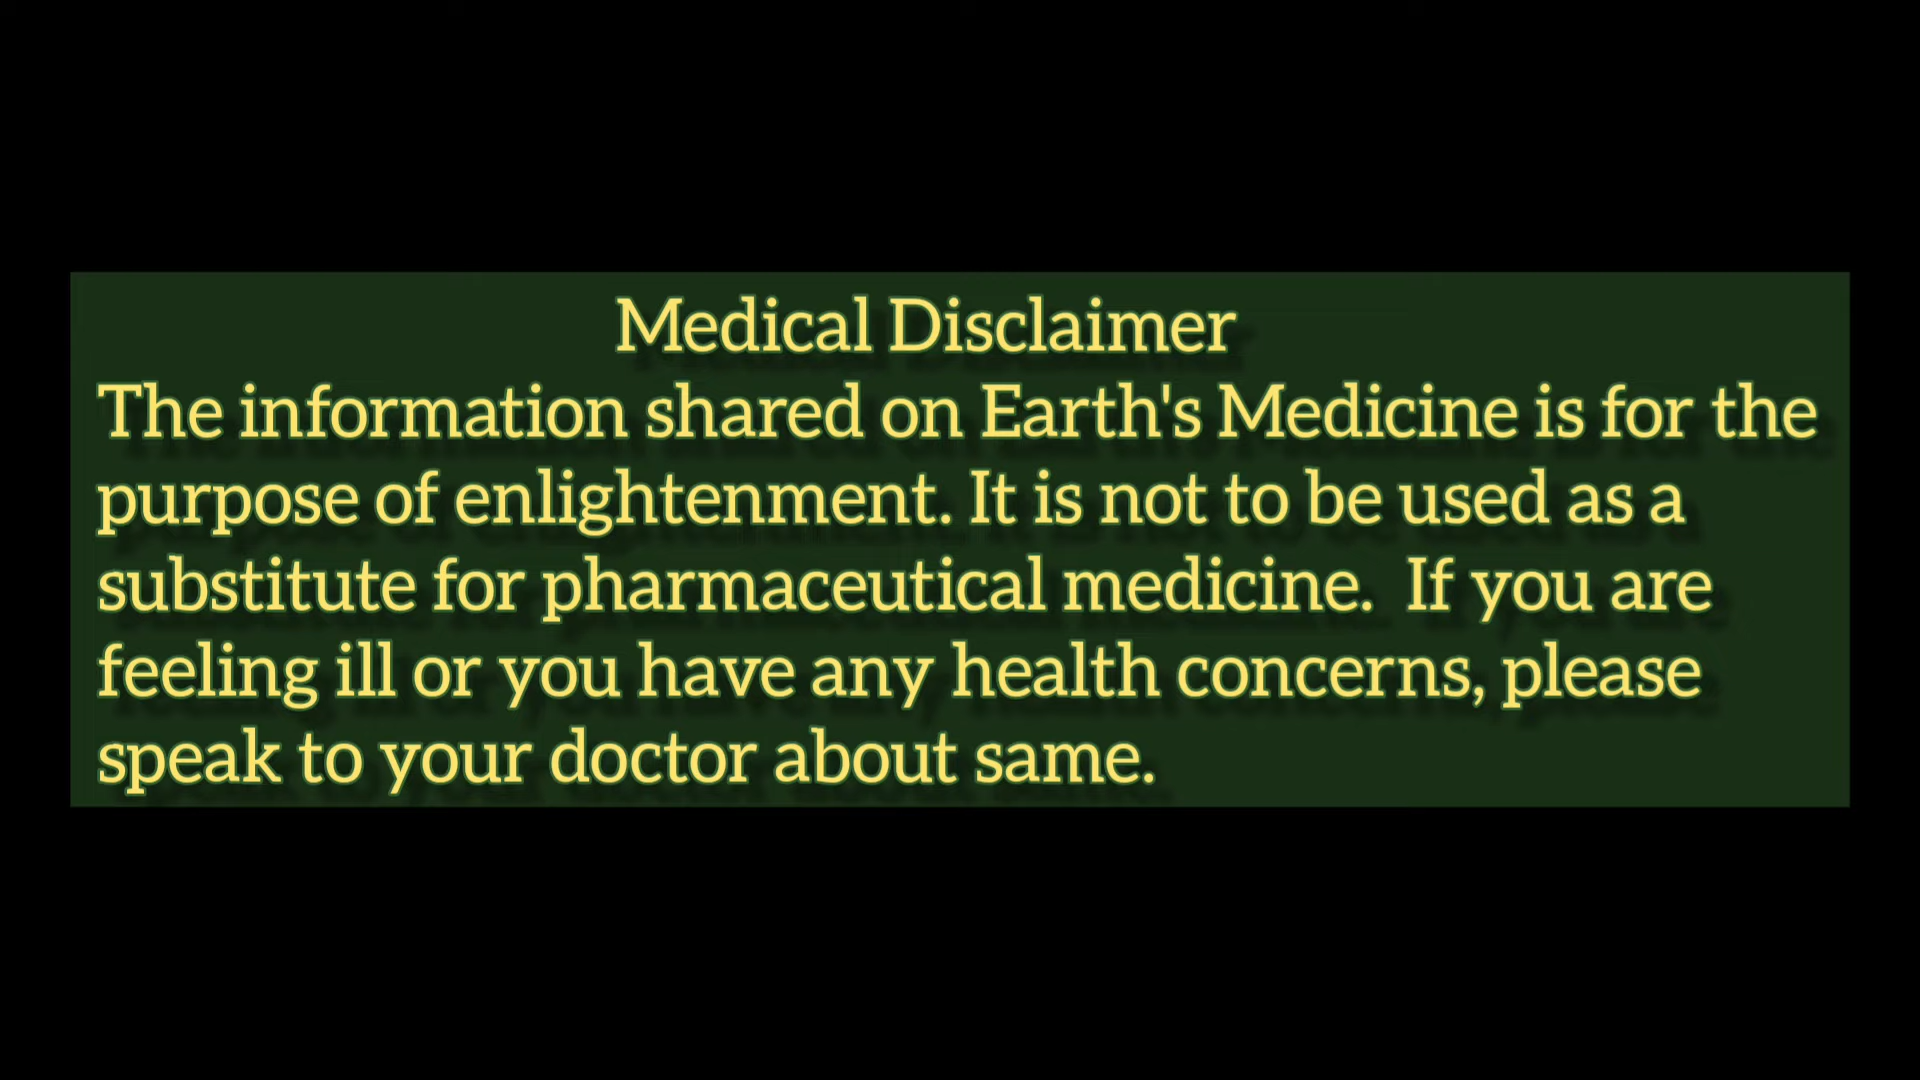 Medical Disclaimer
The information shared on Earth's Medicine is for the
purpose of enlightenment. It is not to be used as a
substitute for pharmaceutical medicine.  If you are
feeling ill or you have any health concerns, please
speak to your doctor about same.